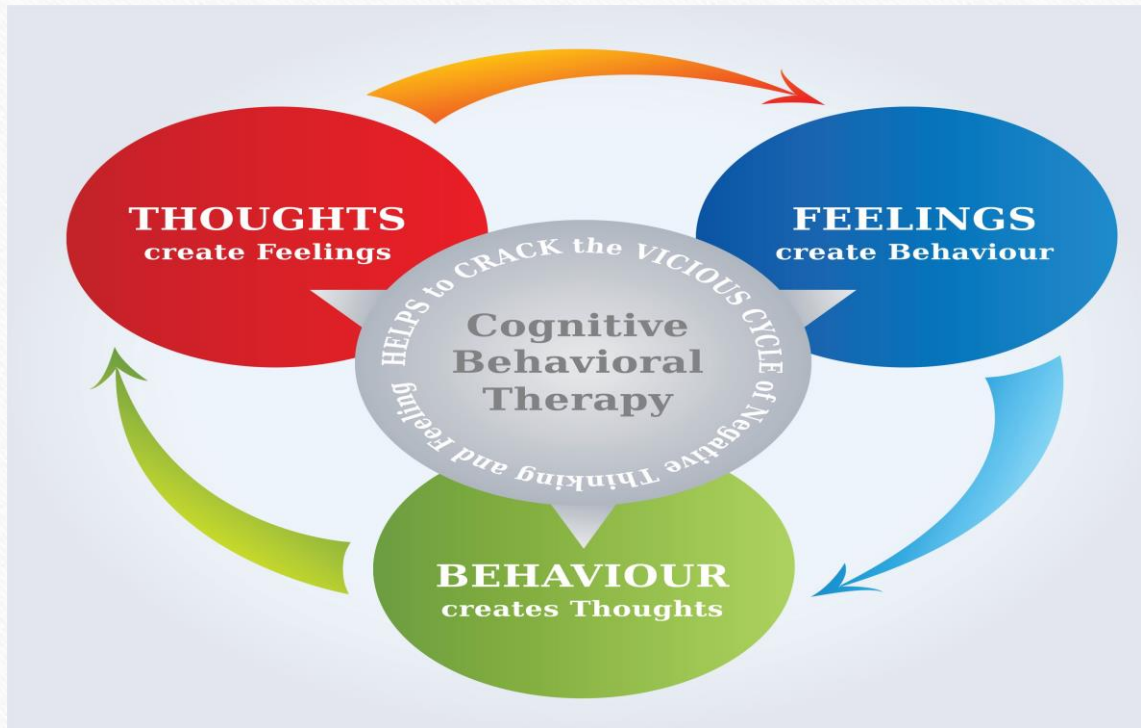 THOUGHTS
create Feelings
FEELINGS
create Behaviour
HELPS to CRACK the VICIOUS CYCLE of Negative Thinking and Feeling
Cognitive
Behavioral
Therapy
BEHAVIOUR
creates Thoughts